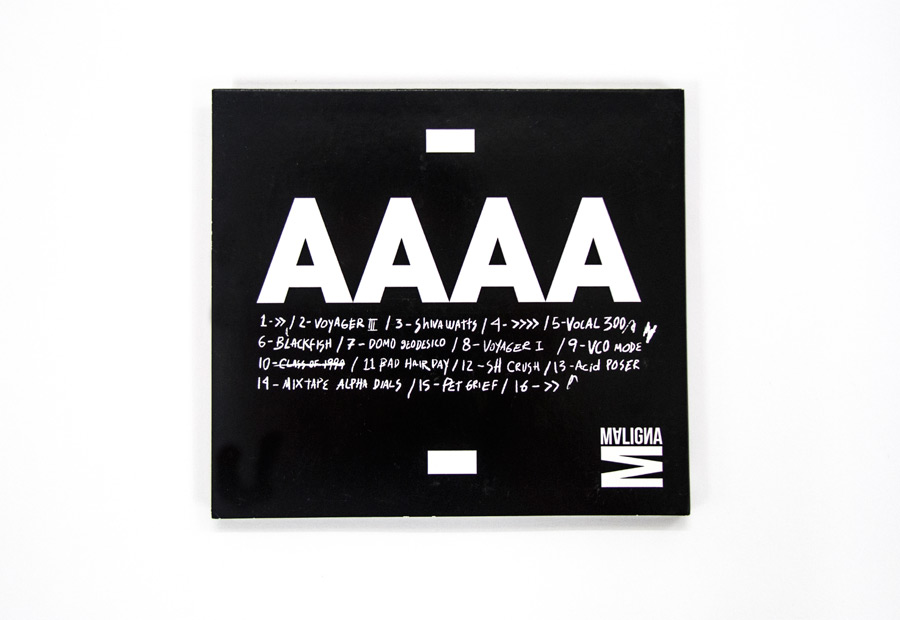 AAAA
1->> / 2-VOYAGER III / 3-SHIVA WATTS / 4->>>> / 5-VOCAL 300
6-BLACKFISH / 7-DOMO GEODESICO / 8-VOYAGER I / 9-VCO MODE
10-CLASS OF 1999 / 11 BAD HAIR DAY / 12-SH CRUSH / 13-Acid POSER
14-MIXTAPE ALPHA DIALS / 15-PET GRIEF / 16->>
MALIGNA
M